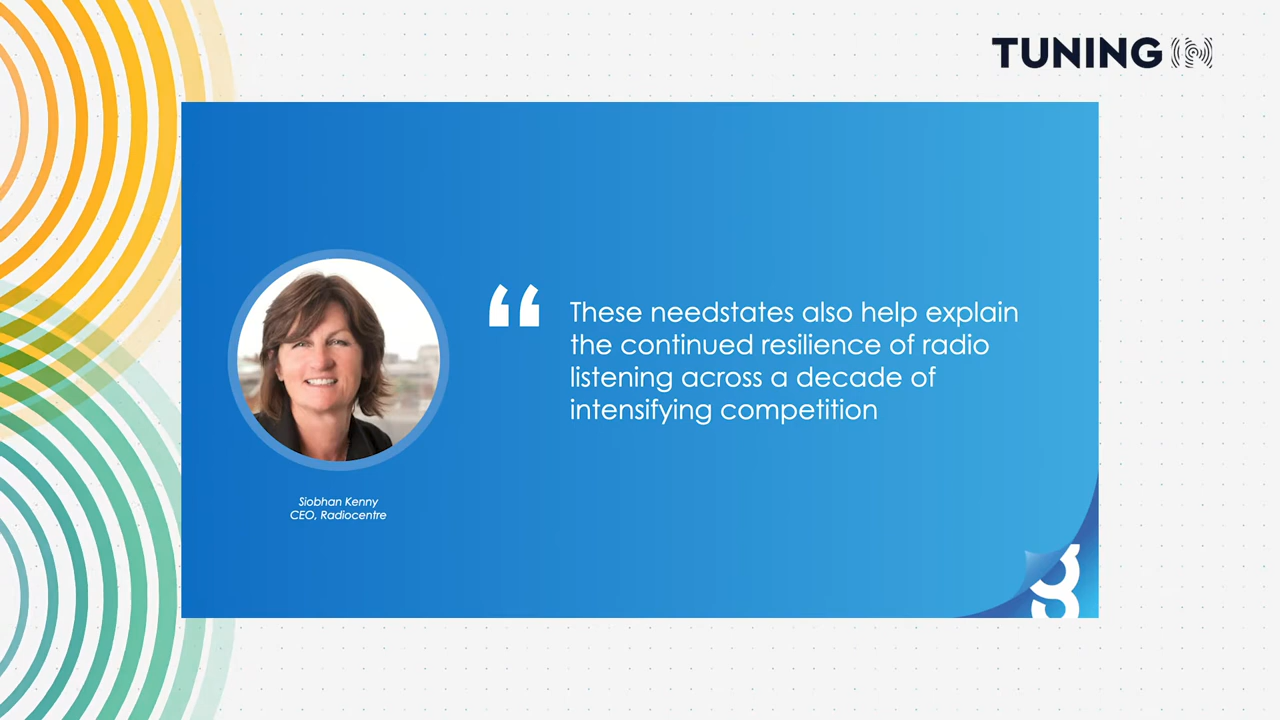 TUNING IN
“ These needstates also help explain
the continued resilience of radio
listening across a decade of
intensifying competition
Siobhan Kenny
CEO, Radiocentre
g